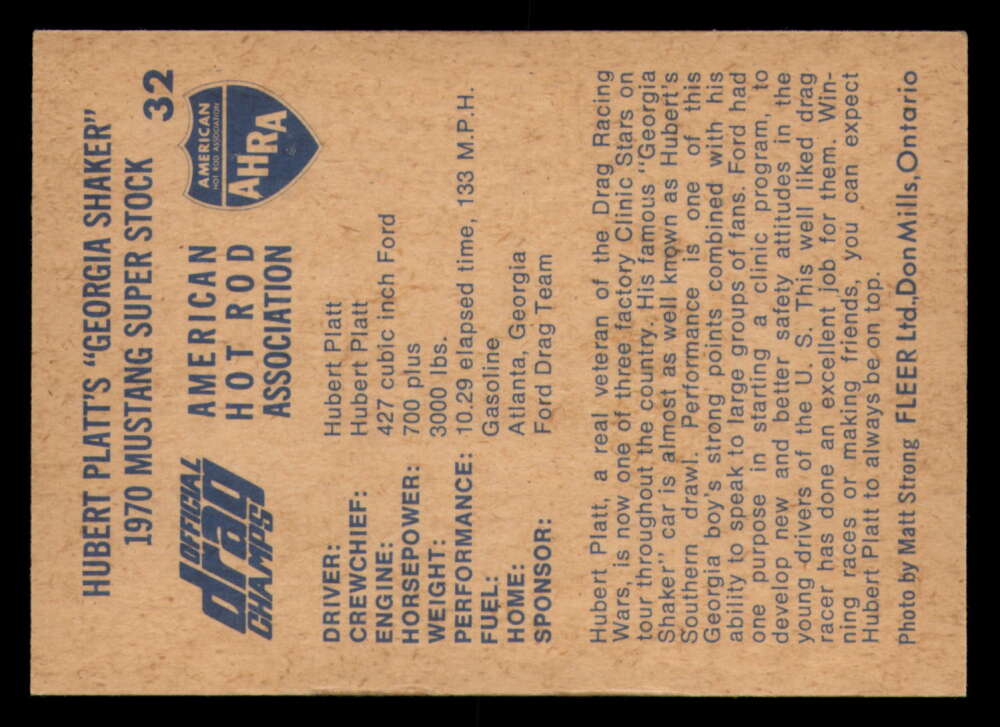 HUBERT PLATT'S "GEORGIA SHAKER"
1970 MUSTANG SUPER STOCK 32
OFFICIAL
drag
CHAMPS
AMERICAN
HOT ROD
ASSOCIATION
AMERICAN
HOT ROD ASSOCIATION
AHRA
DRIVER: Hubert Platt
CREWCHIEF: Hubert Platt
ENGINE: 427 cubic inch Ford
HORSEPOWER: 700 plus
WEIGHT: 3000 lbs.
PERFORMANCE: 10.29 elapsed time, 133 M.P.H.
FUEL: Gasoline
HOME: Atlanta, Georgia
SPONSOR: Ford Drag Team
Hubert Platt, a real veteran of the Drag Racing
Wars, is now one of three factory Clinic Stars on
tour throughout the country. His famous "Georgia
Shaker" car is almost as well known as Hubert's
Southern drawl. Performance is one of this
Georgia boy's strong points combined with his
ability to speak to large groups of fans. Ford had
one purpose in starting a clinic program, to
develop new and better safety attitudes in the
young drivers of the U. S. This well liked drag
racer has done an excellent job for them. Win-
ning races or making friends, you can expect
Hubert Platt to always be on top.
Photo by Matt Strong FLEER Ltd., Don Mills, Ontario